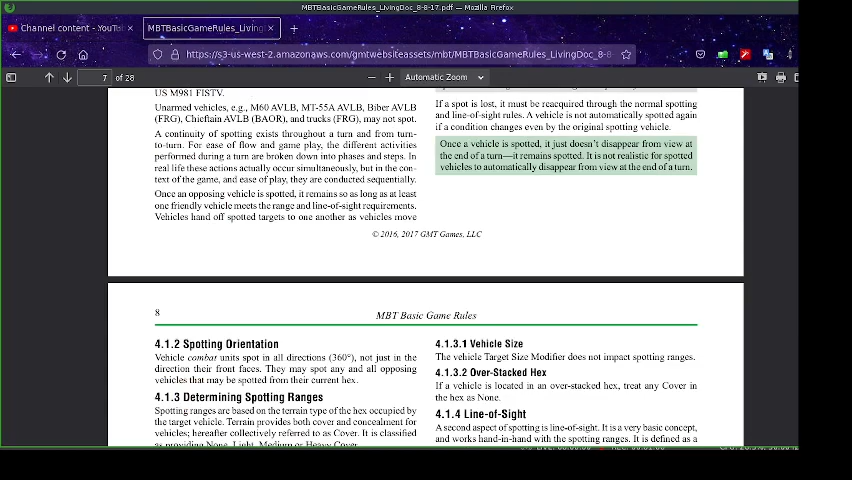 MBTBasicGameRules_LivingDoc_8-8-17.pdf — Mozilla Firefox
Channel content - YouT
MBTBasicGameRules_Living
https://s3-us-west-2.amazonaws.com/gmtwebsiteassets/mbt/MBTBasicGameRules_LivingDoc_8-8
7 of 28
Automatic Zoom
US M981 FISTV.
Unarmed vehicles, e.g., M60 AVLB, MT-55A AVLB, Biber AVLB
(FRG), Chieftain AVLB (BAOR), and trucks (FRG), may not spot.
A continuity of spotting exists throughout a turn and from turn-
to-turn. For ease of flow and game play, the different activities
performed during a turn are broken down into phases and steps. In
real life these actions actually occur simultaneously, but in the con-
text of the game, and ease of play, they are conducted sequentially.
Once an opposing vehicle is spotted, it remains so as long as at least
one friendly vehicle meets the range and line-of-sight requirements.
Vehicles hand off spotted targets to one another as vehicles move
If a spot is lost, it must be reacquired through the normal spotting
and line-of-sight rules. A vehicle is not automatically spotted again
if a condition changes even by the original spotting vehicle.
Once a vehicle is spotted, it just doesn't disappear from view at
the end of a turn—it remains spotted. It is not realistic for spotted
vehicles to automatically disappear from view at the end of a turn.
© 2016, 2017 GMT Games, LLC
8
MBT Basic Game Rules
4.1.2 Spotting Orientation
Vehicle combat units spot in all directions (360°), not just in the
direction their front faces. They may spot any and all opposing
vehicles that may be spotted from their current hex.
4.1.3 Determining Spotting Ranges
Spotting ranges are based on the terrain type of the hex occupied by
the target vehicle. Terrain provides both cover and concealment for
vehicles; hereafter collectively referred to as Cover. It is classified
as providing None, Light, Medium or Heavy Cover.
4.1.3.1 Vehicle Size
The vehicle Target Size Modifier does not impact spotting ranges.
4.1.3.2 Over-Stacked Hex
If a vehicle is located in an over-stacked hex, treat any Cover in
the hex as None.
4.1.4 Line-of-Sight
A second aspect of spotting is line-of-sight. It is a very basic concept,
and works hand-in-hand with the spotting ranges. It is defined as a